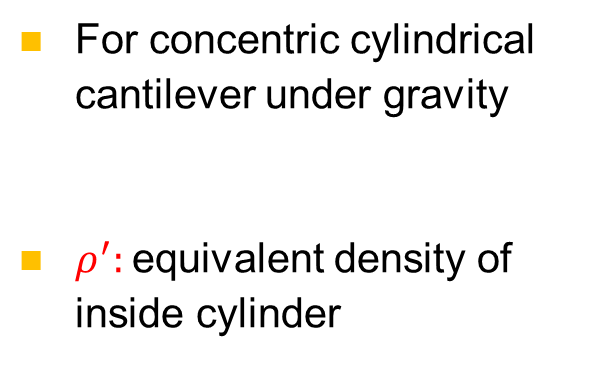 For concentric cylindrical
cantilever under gravity
ρ′: equivalent density of
inside cylinder